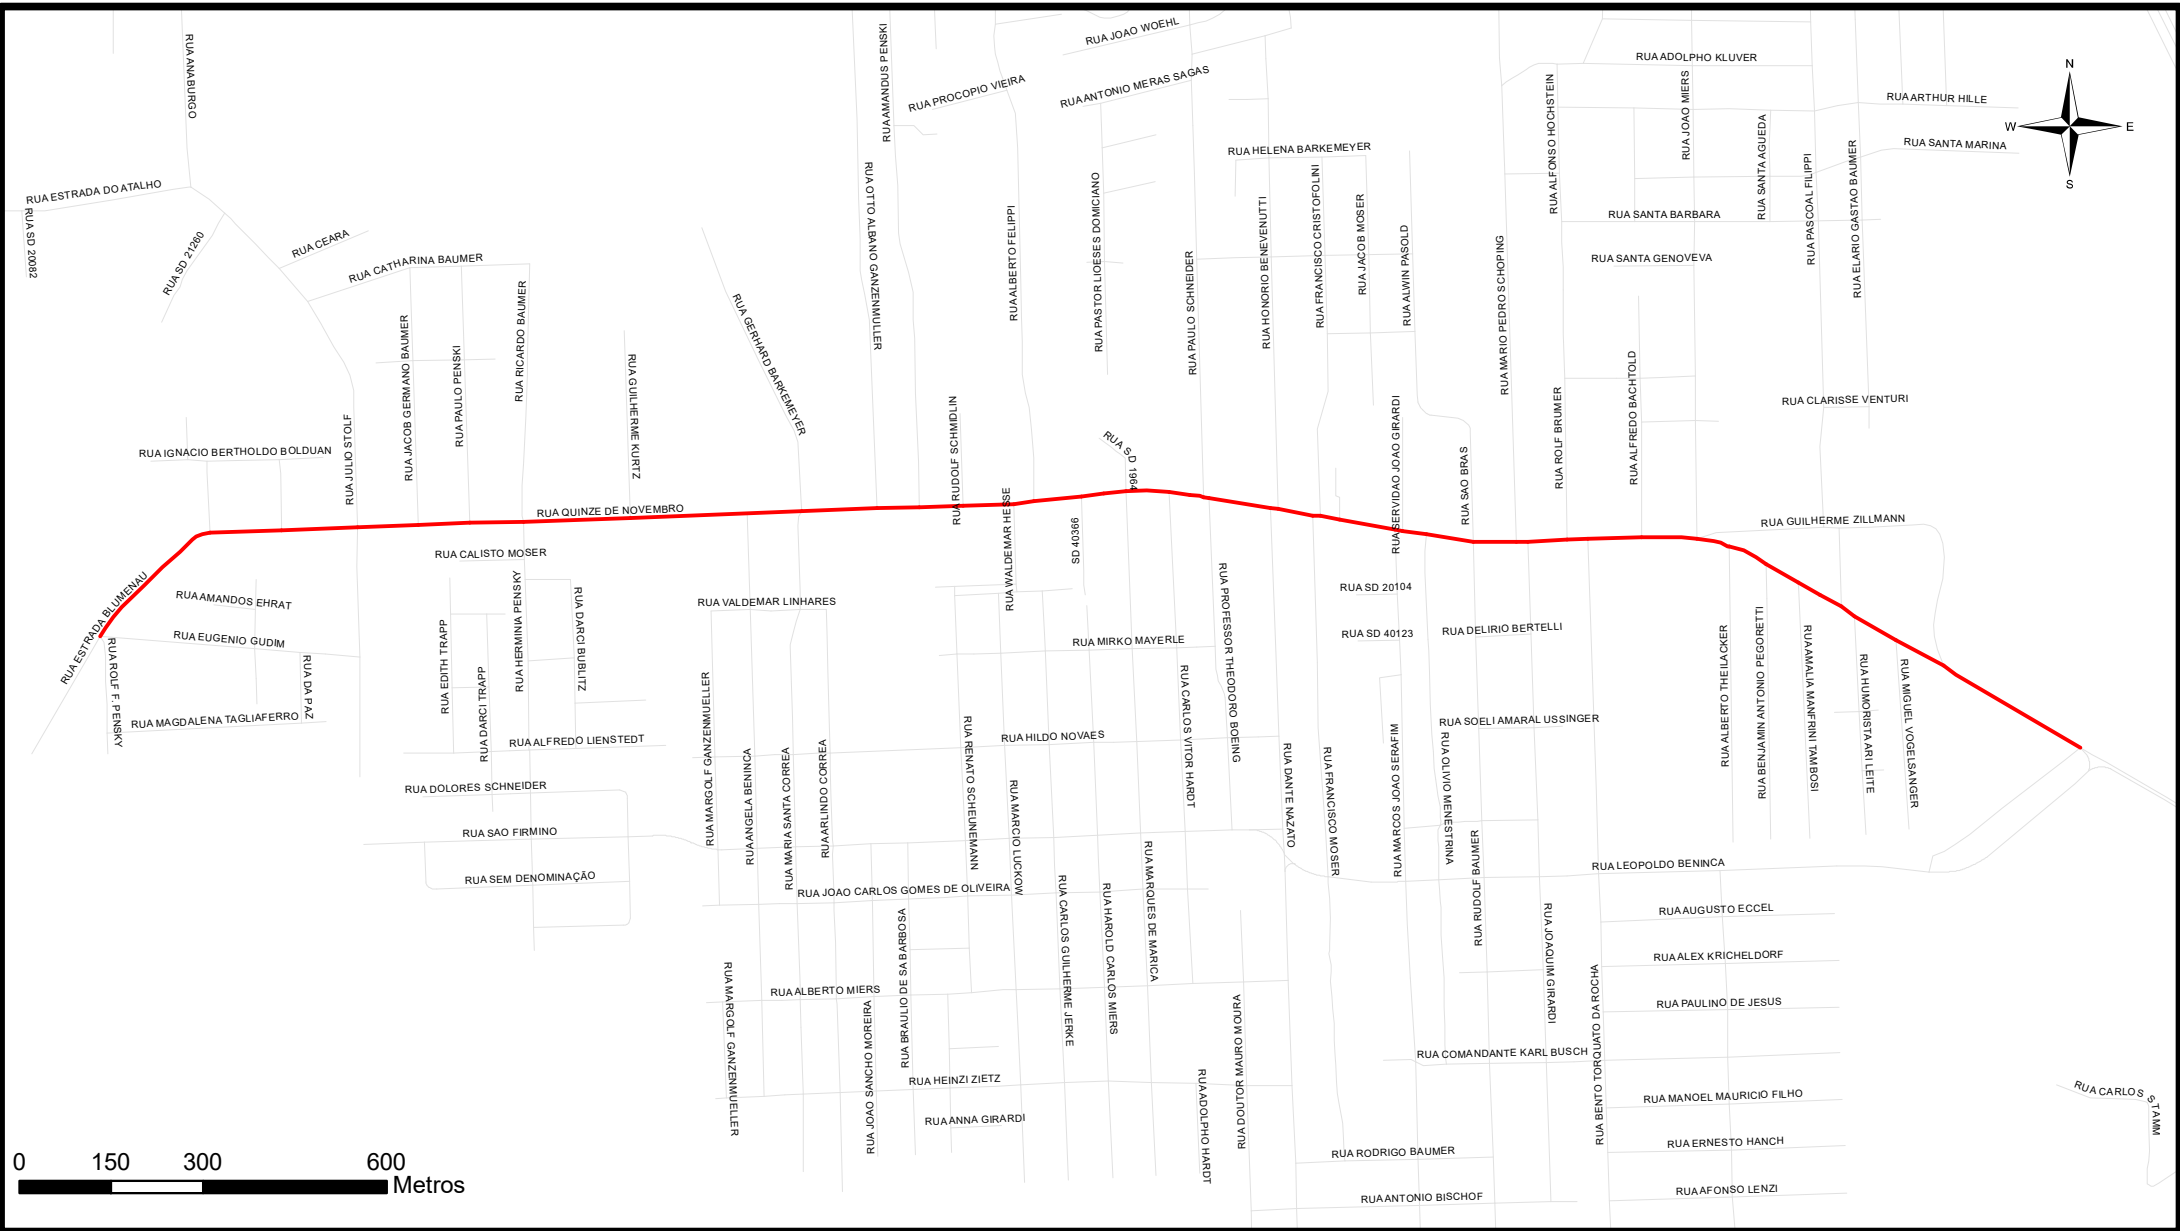 RUA ANABURGO
RUA AMANDUS PENSKI
RUA JOAO WOEHL
RUA PROCOPIO VIEIRA
RUA ANTONIO MERAS SAGAS
RUA ADOLPHO KLUVER
RUA ALFONSO HOCHSTEIN
RUA JOAO MIERS
RUA ARTHUR HILLE
RUA SANTA MARINA
N
W
E
S
RUA ESTRADA DO ATALHO
RUA SD 20082
RUA SD 21260
RUA CEARA
RUA CATHARINA BAUMER
RUA OTTO ALBANO GANZENMULLER
RUA ALBERTO FELIPPI
RUA PASTOR LIOESES DOMICIANO
RUA PAULO SCHNEIDER
RUA HELENA BARKEMEYER
RUA HONORIO BENEVENUTTI
RUA FRANCISCO CRISTOFOLINI
RUA JACOB MOSER
RUA ALWIN PASOLD
RUA MARIO PEDRO SCHOPING
RUA SANTA BARBARA
RUA SANTA AGUEDA
RUA PASCOAL FILIPPI
RUA ELARIO GASTAO BAUMER
RUA SANTA GENOVEVA
RUA JACOB GERMANO BAUMER
RUA PAULO PENSKI
RUA RICARDO BAUMER
RUA GUILHERME KURTZ
RUA GERHARD BARKEMEYER
RUA RUDOLF SCHMIDLIN
RUA S D 1964
RUA SERVIDAO JOAO GIRARDI
RUA SAO BRAS
RUA ROLF BRUMER
RUA ALFREDO BACHTOLD
RUA CLARISSE VENTURI
RUA IGNACIO BERTHOLDO BOLDUAN
RUA JULIO STOLF
RUA QUINZE DE NOVEMBRO
RUA WALDEMAR HESSE
SD 40366
RUA GUILHERME ZILLMANN
RUA ESTRADA BLUMENAU
RUA AMANDOS EHRAT
RUA EUGENIO GUDIM
RUA ROLF F. PENSKY
RUA DA PAZ
RUA MAGDALENA TAGLIAFERRO
RUA CALISTO MOSER
RUA EDITH TRAPP
RUA DARCI TRAPP
RUA HERMINIA PENSKY
RUA DARCI BUBLITZ
RUA ALFREDO LIENSTEDT
RUA DOLORES SCHNEIDER
RUA SAO FIRMINO
RUA SEM DENOMINAÇÃO
RUA VALDEMAR LINHARES
RUA MARGOLF GANZENMUELLER
RUA ANGELA BENINCA
RUA MARIA SANTA CORREA
RUA ARLINDO CORREA
RUA RENATO SCHEUNEMANN
RUA MARCIO LUCKOW
RUA HILDO NOVAES
RUA MIRKO MAYERLE
RUA CARLOS VITOR HARDT
RUA PROFESSOR THEODORO BOEING
RUA DANTE NAZATO
RUA FRANCISCO MOSER
RUA SD 20104
RUA SD 40123
RUA DELIRIO BERTELLI
RUA SOELI AMARAL USSINGER
RUA MARCOS JOAO SERAFIM
RUA OLIVIO MENESTRINA
RUA RUDOLF BAUMER
RUA ALBERTO THEILACKER
RUA BENJAMIN ANTONIO PEGORETTI
RUA AMALIA MANFRINI TAMBOSI
RUA HUMORISTA ARI LEITE
RUA MIGUEL VOGELSANGER
RUA LEOPOLDO BENINCA
RUA JOAO CARLOS GOMES DE OLIVEIRA
RUA BRAULIO DE SA BARBOSA
RUA CARLOS GUILHERME JERKE
RUA HAROLD CARLOS MIERS
RUA MARQUES DE MARICA
RUA JOAQUIM GIRARDI
RUA BENTO TORQUATO DA ROCHA
RUA AUGUSTO ECCEL
RUA ALEX KRICHELDORF
RUA PAULINO DE JESUS
RUA MARGOLF GANZENMUELLER
RUA ALBERTO MIERS
RUA JOAO SANCHO MOREIRA
RUA HEINZI ZIETZ
RUA ANNA GIRARDI
RUA ADOLPHO HARDT
RUA DOUTOR MAURO MOURA
RUA COMANDANTE KARL BUSCH
RUA MANOEL MAURICIO FILHO
RUA ERNESTO HANCH
RUA AFONSO LENZI
RUA RODRIGO BAUMER
RUA ANTONIO BISCHOF
RUA CARLOS STAMM
0 150 300 600
Metros